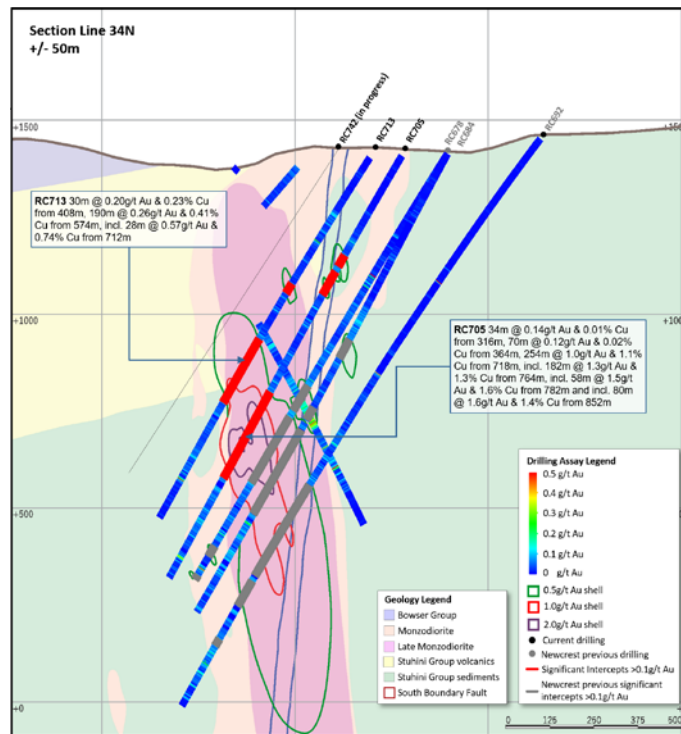 Section Line 34N
+/- 50m
RC742 (in progress)
RC713
RC705
RC678
RC684
RC692
+1500
RC713 30m @ 0.20g/t Au & 0.23% Cu
from 408m, 190m @ 0.26g/t Au & 0.41%
Cu from 574m, incl. 28m @ 0.57g/t Au &
0.74% Cu from 712m
+1000
RC705 34m @ 0.14g/t Au & 0.01% Cu
from 316m, 70m @ 0.12g/t Au & 0.02%
Cu from 364m, 254m @ 1.0g/t Au & 1.1%
Cu from 718m, incl. 182m @ 1.3g/t Au &
1.3% Cu from 764m, incl. 58m @ 1.5g/t
Au & 1.6% Cu from 782m and incl. 80m
@ 1.6g/t Au & 1.4% Cu from 852m
+500
Drilling Assay Legend
0.5 g/t Au
0.4 g/t Au
0.3 g/t Au
0.2 g/t Au
0.1 g/t Au
0 g/t Au
0.5g/t Au shell
1.0g/t Au shell
2.0g/t Au shell
Current drilling
Newcrest previous drilling
Significant Intercepts >0.1g/t Au
Newcrest previous significant
intercepts >0.1g/t Au
Geology Legend
Bowser Group
Monzodiorite
Late Monzodiorite
Stuhini Group volcanics
Stuhini Group sediments
South Boundary Fault
+0
0 125 250 375 500